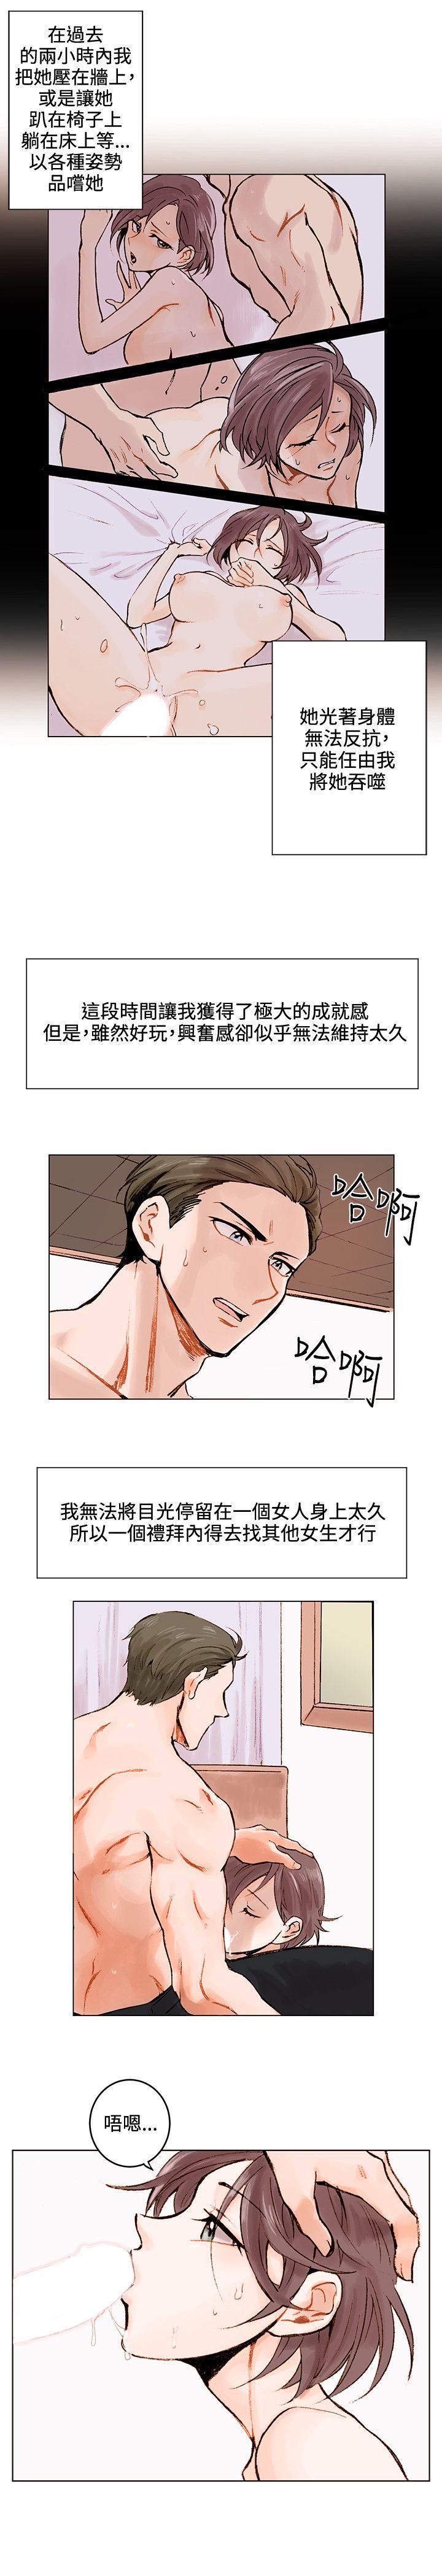 在過去
的兩小時內我
把她壓在牆上,
或是讓她
趴在椅子上
躺在床上等...
以各種姿勢
品嚐她
她光著身體
無法反抗,
只能任由我
將她吞噬
這段時間讓我獲得了極大的成就感
但是,雖然好玩,興奮感卻似乎無法維持太久
哈啊
哈啊
我無法將目光停留在一個女人身上太久
所以一個禮拜內得去找其他女生才行
唔嗯...